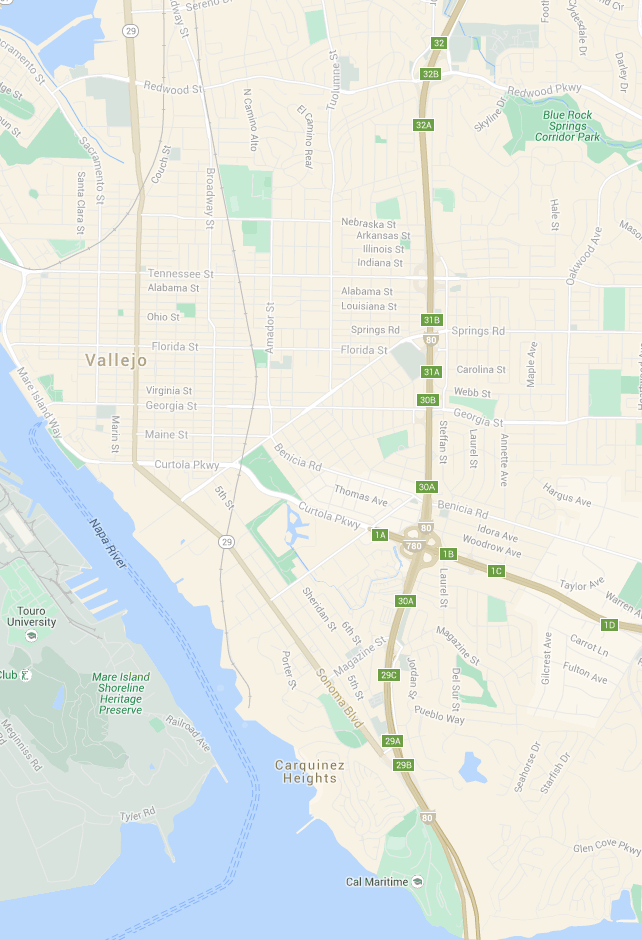 Sereno Dr
29
32
Clydesdale Dr
Darley Dr
Sacramento St
32B
Redwood St
Redwood Pkwy
Tuolumne St
N Camino Alto
El Camino Real
Skyline Dr
32A
Blue Rock
Springs
Corridor Park
Sacramento St
Couch St
Santa Clara St
Broadway St
Hale St
Nebraska St
Arkansas St
Illinois St
Indiana St
Oakwood Ave
Tennessee St
Alabama St
Alabama St
Louisiana St
Amador St
Ohio St
31B
Springs Rd
Springs Rd
80
Florida St
Florida St
Vallejo
Maple Ave
31A
Carolina St
Mare Island Way
Virginia St
Webb St
30B
Georgia St
Georgia St
Marin St
Maine St
Steffan St
Laurel St
Annette Ave
Benicia Rd
Curtola Pkwy
5th St
Thomas Ave
30A
Hargus Ave
Benicia Rd
Curtola Pkwy
Napa River
80
Idora Ave
1A
29
780
Woodrow Ave
1B
1C
Laurel St
Taylor Ave
Warren Ave
30A
Touro
University
Sheridan St
6th St
1D
Magazine St
Magazine St
Carrot Ln
Gilcrest Ave
Fulton Ave
Club
Mare Island
Shoreline
Heritage
Preserve
Porter St
5th St
29C
Jordan St
Del Sur St
Sonoma Blvd
Pueblo Way
Meginniss Rd
Railroad Ave
29A
Carquinez
Heights
29B
Seahorse Dr
Starfish Dr
Tyler Rd
80
Glen Cove Pkwy
Cal Maritime